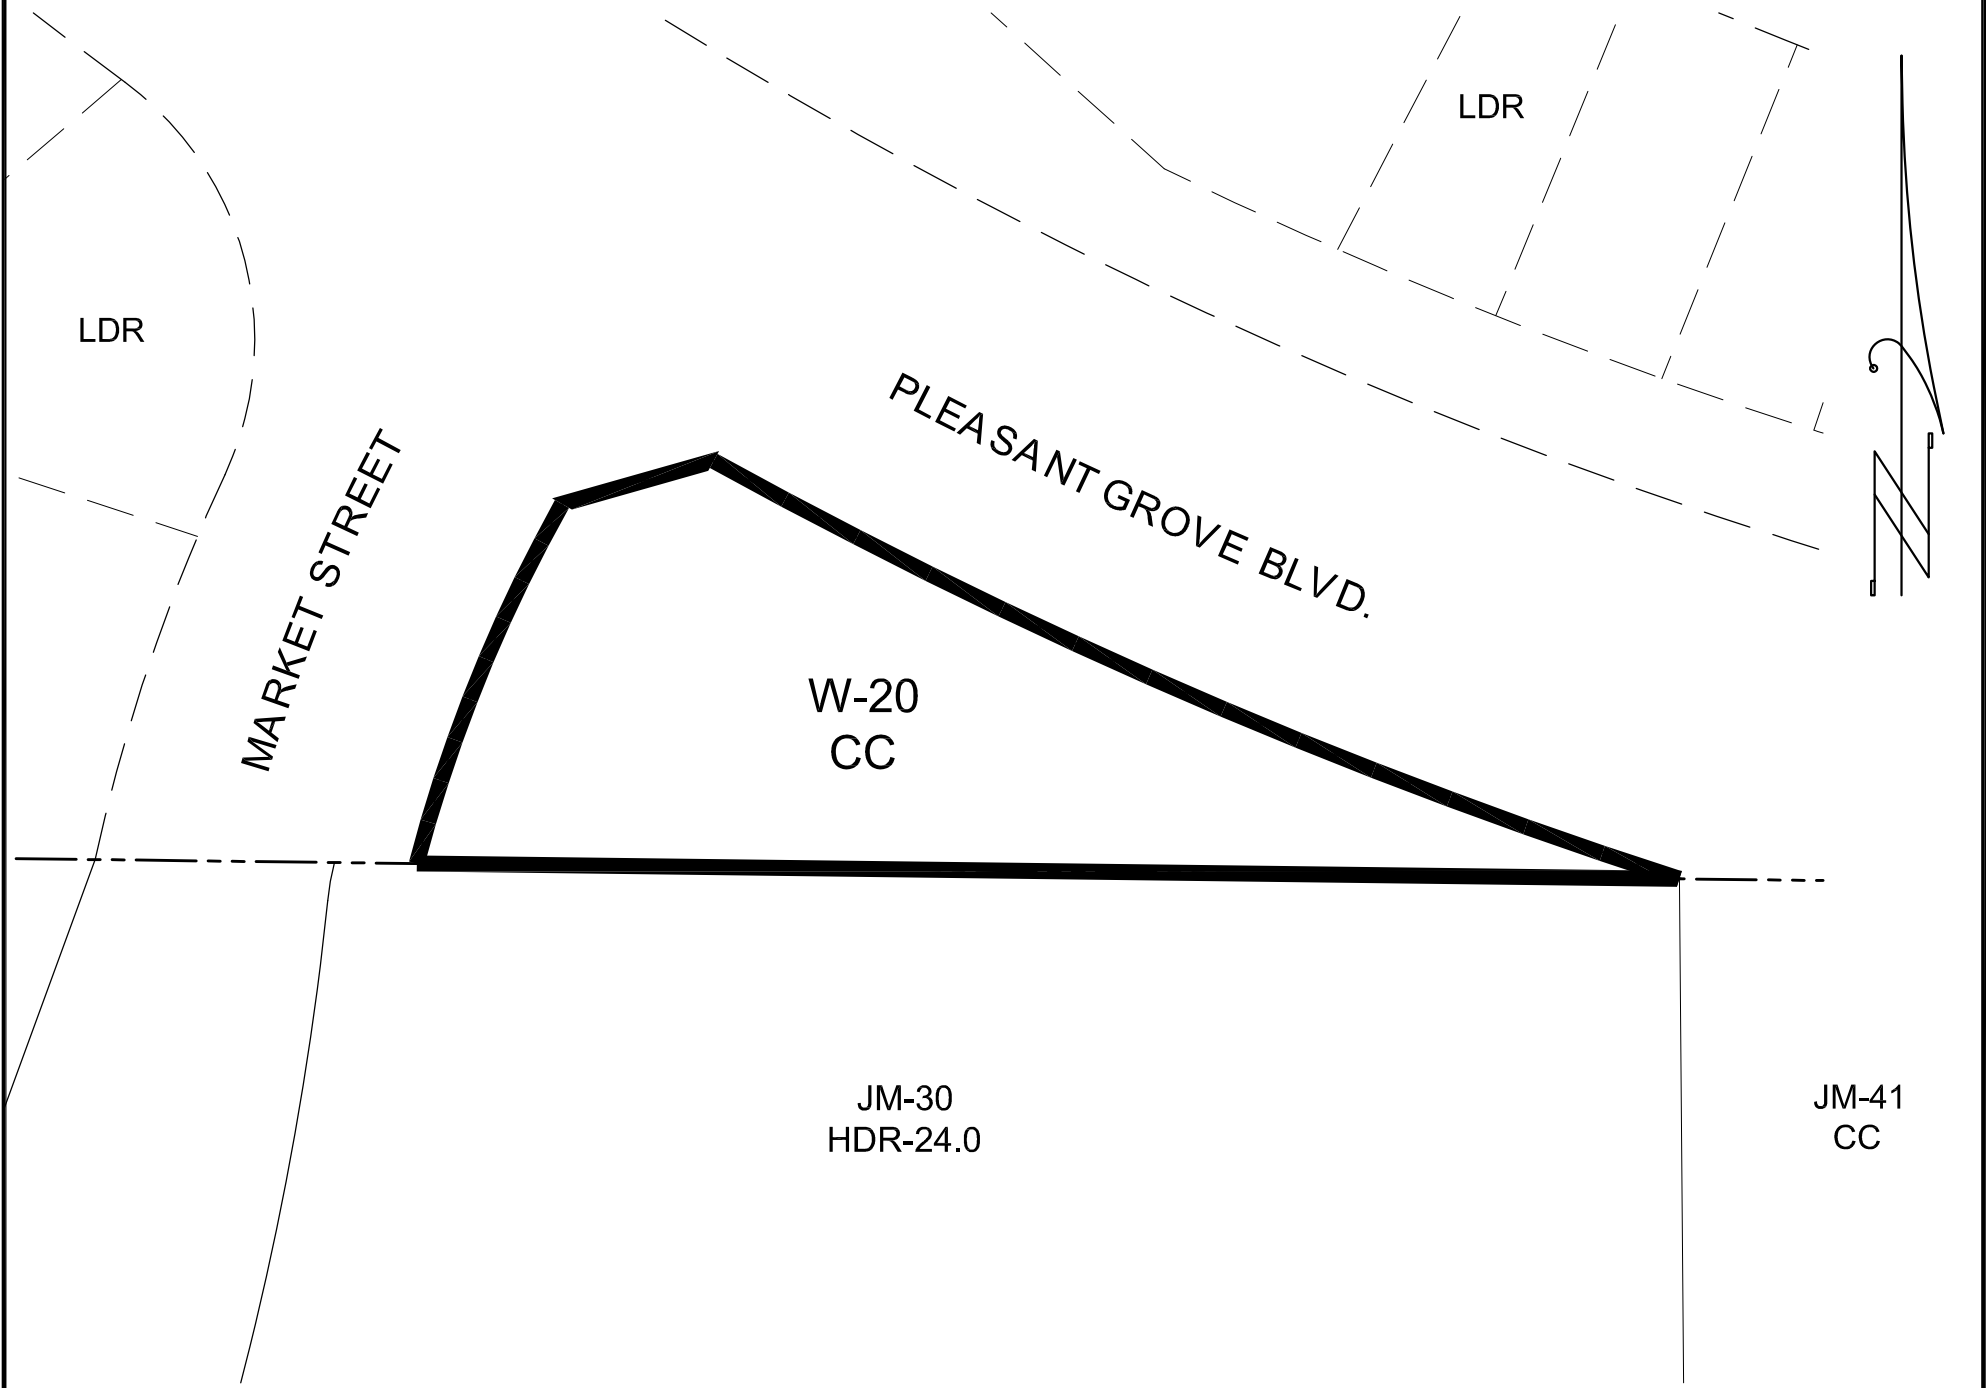 LDR
LDR
PLEASANT GROVE BLVD.
MARKET STREET
N
W-20
CC
JM-30
HDR-24.0
JM-41
CC